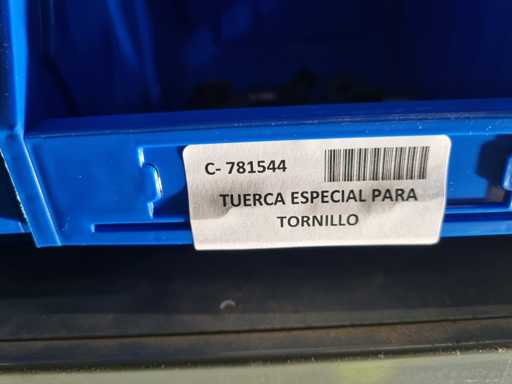 C- 781544
TUERCA ESPECIAL PARA
TORNILLO